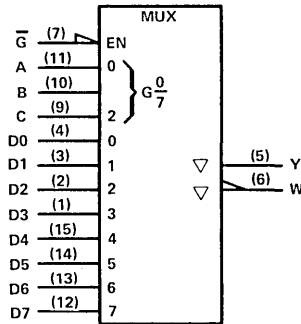 MUX
G̅ (7) EN
A (11) 0
B (10) G 0/7
C (9) 2
D0 (4) 0
D1 (3) 1 ▽ (5) Y
D2 (2) 2 ▽ (6) W
D3 (1) 3
D4 (15) 4
D5 (14) 5
D6 (13) 6
D7 (12) 7